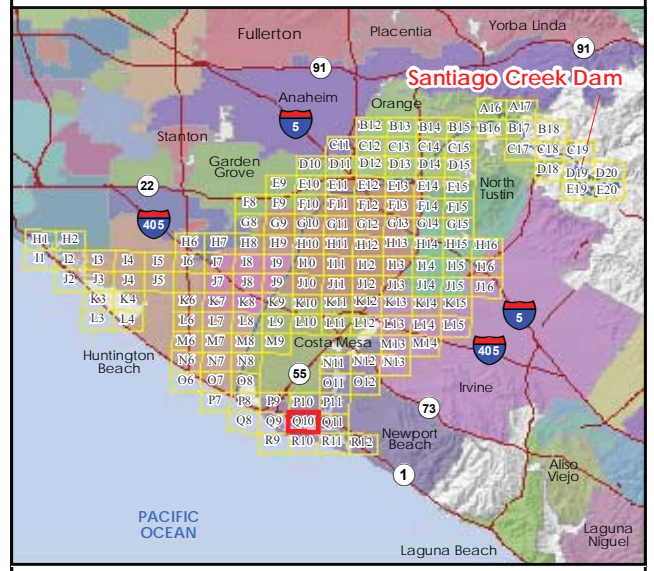 Fullerton
Placentia
Yorba Linda
91
91
Santiago Creek Dam
Anaheim
Orange
A16 A17
5
B12 B13 B14 B15 B16 B17 B18
Stanton
C11 C12 C13 C14 C15 C17 C18 C19
Garden
Grove
D10 D11 D12 D13 D14 D15 D18 D19 D20
22
E9 E10 E11 E12 E13 E14 E15 E19 E20
North
Tustin
F8 F9 F10 F11 F12 F13 F14 F15
405
G8 G9 G10 G11 G12 G13 G14 G15
H1 H2 H6 H7 H8 H9 H10 H11 H12 H13 H14 H15 H16
I1 I2 I3 I4 I5 I6 I7 I8 I9 I10 I11 I12 I13 I14 I15 I16
J2 J3 J4 J5 J7 J8 J9 J10 J11 J12 J13 J14 J15 J16
K3 K4 K6 K7 K8 K9 K10 K11 K12 K13 K14 K15
5
L3 L4 L6 L7 L8 L9 L10 L11 L12 L13 L14 L15
M6 M7 M8 M9 Costa Mesa M13 M14
405
Huntington
Beach
N6 N7 N8 N11 N12 N13
55
O6 O7 O8 O11 O12
Irvine
P7 P8 P9 P10 P11
73
Q8 Q9 Q10 Q11
Newport
Beach
R9 R10 R11 R12
1
Aliso
Viejo
PACIFIC
OCEAN
Laguna
Niguel
Laguna Beach